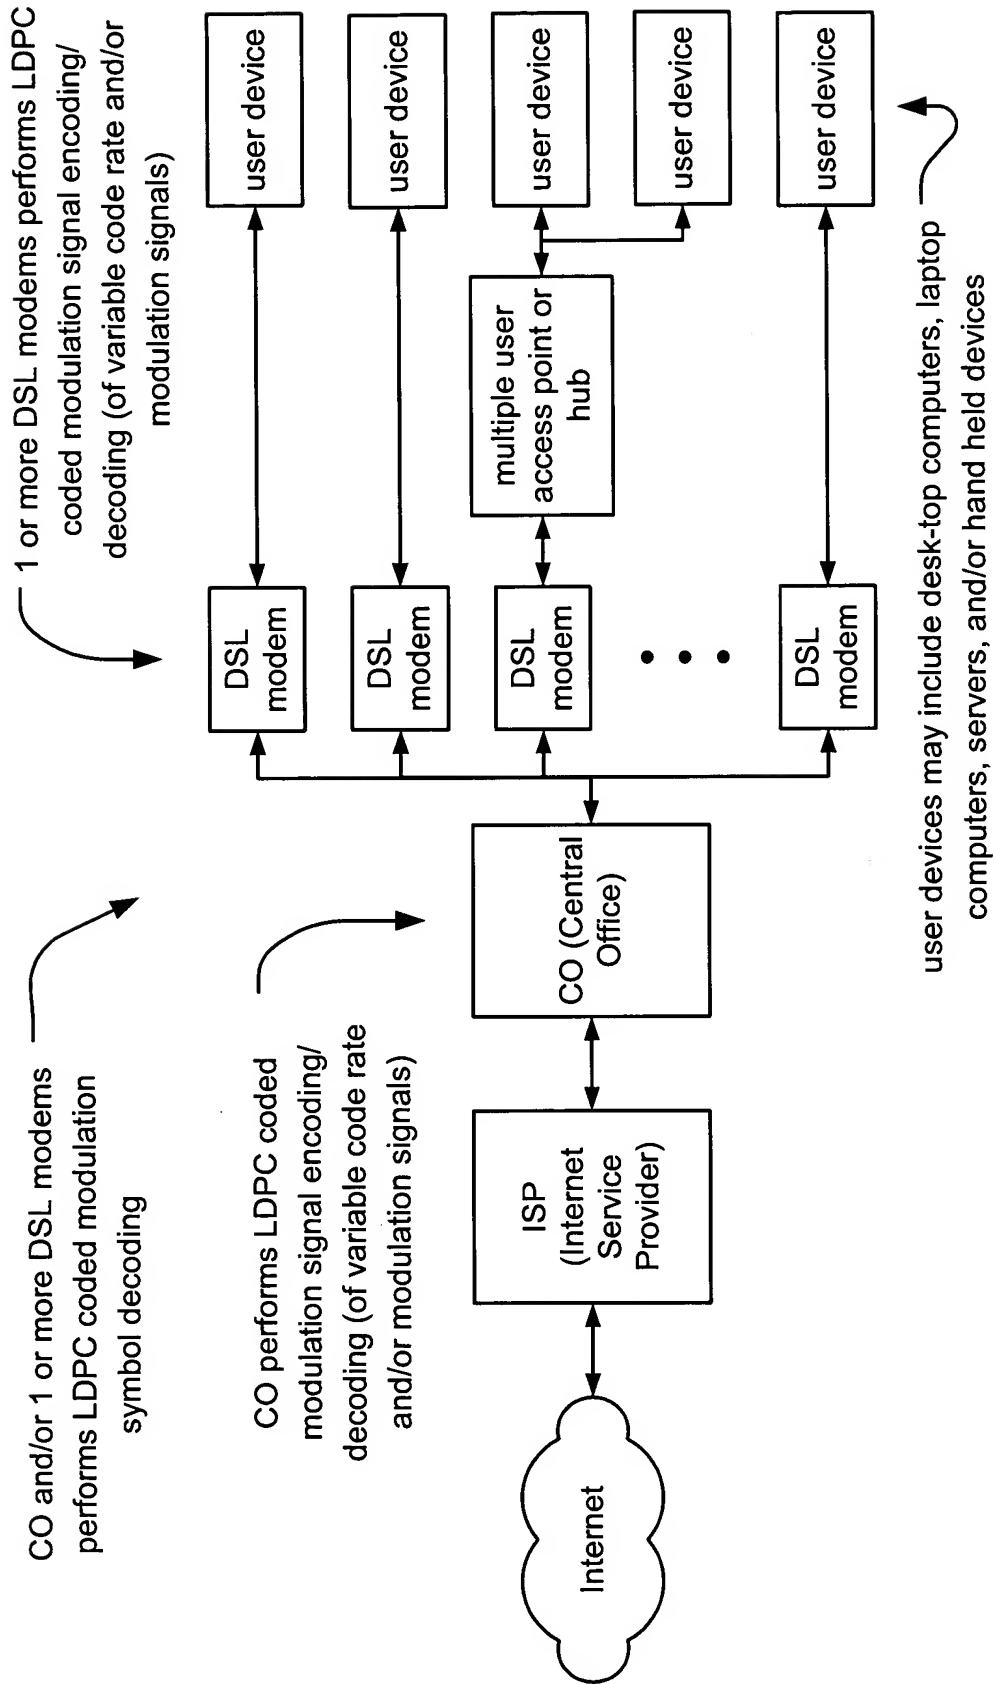 CO and/or 1 or more DSL modems
performs LDPC coded modulation
symbol decoding
1 or more DSL modems performs LDPC
coded modulation signal encoding/
decoding (of variable code rate and/or
modulation signals)
CO performs LDPC coded
modulation signal encoding/
decoding (of variable code rate
and/or modulation signals)
Internet
ISP
(Internet
Service
Provider)
CO (Central
Office)
DSL
modem
user device
DSL
modem
user device
DSL
modem
multiple user
access point or
hub
user device
user device
DSL
modem
user device
user devices may include desk-top computers, laptop
computers, servers, and/or hand held devices